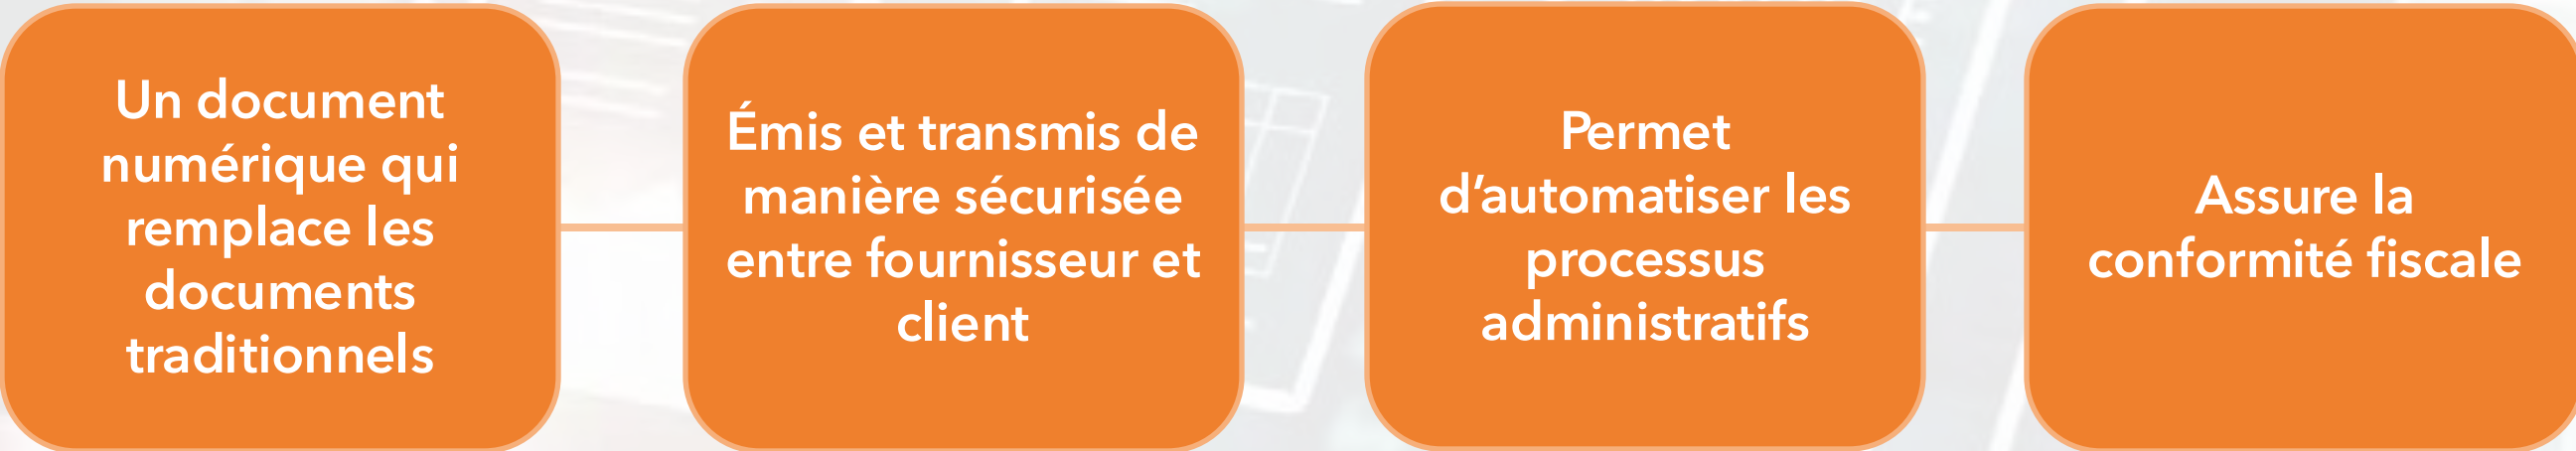 Un document
numérique qui
remplace les
documents
traditionnels
Émis et transmis de
manière sécurisée
entre fournisseur et
client
Permet
d’automatiser les
processus
administratifs
Assure la
conformité fiscale